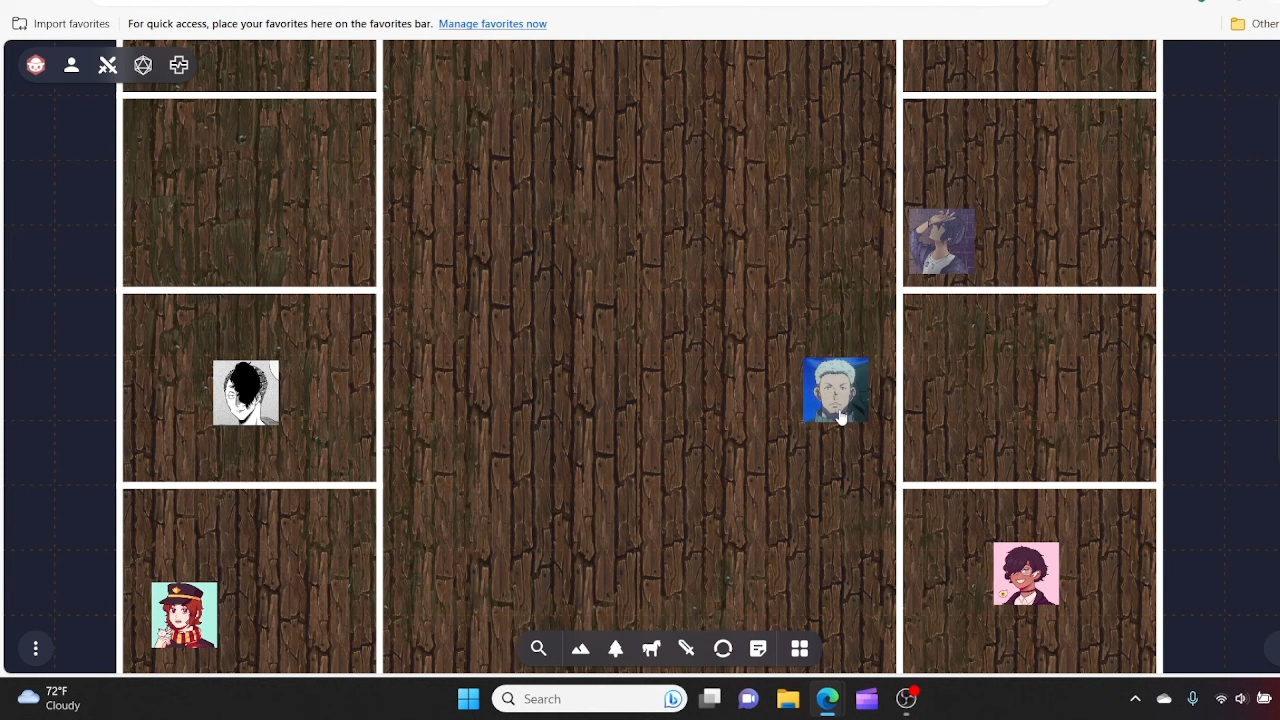 Import favorites
For quick access, place your favorites here on the favorites bar. Manage favorites now
Other
72°F
Cloudy
Search